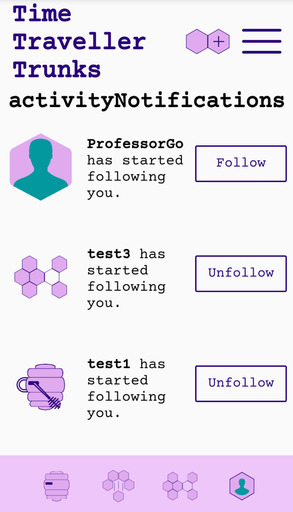 Time
Traveller
Trunks
activityNotifications
ProfessorGo
has started
following
you.
Follow
test3 has
started
following
you.
Unfollow
test1 has
started
following
you.
Unfollow